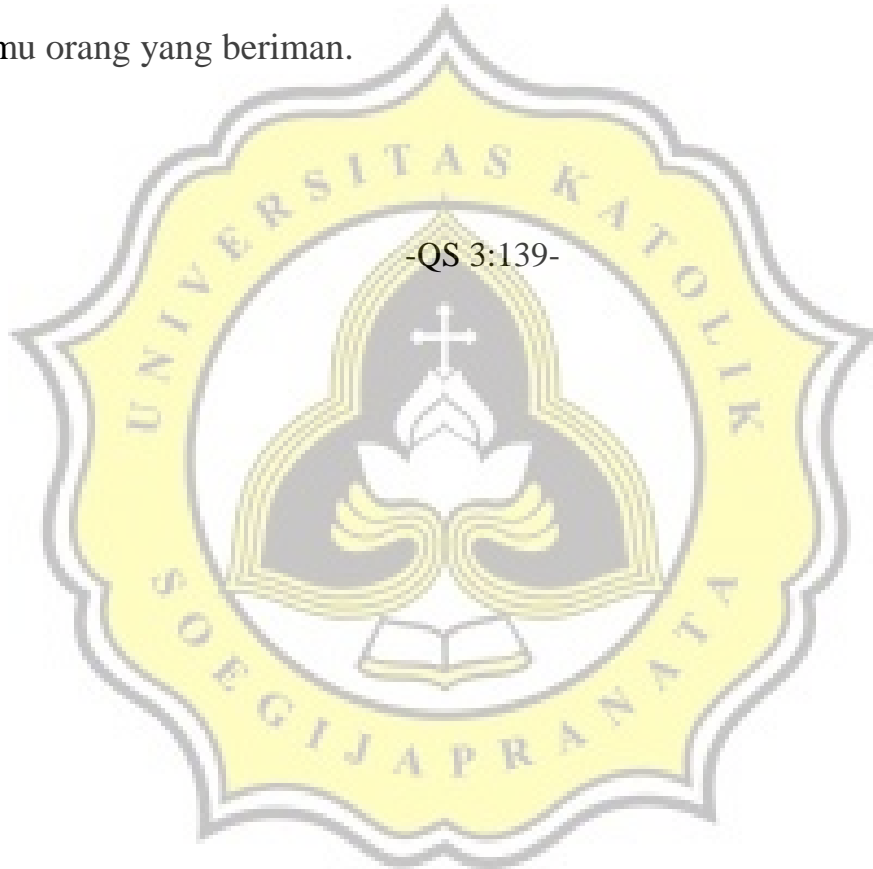 mu orang yang beriman.
UNIVERSITAS KATOLIK
-QS 3:139-
SOEGIJAPRANATA